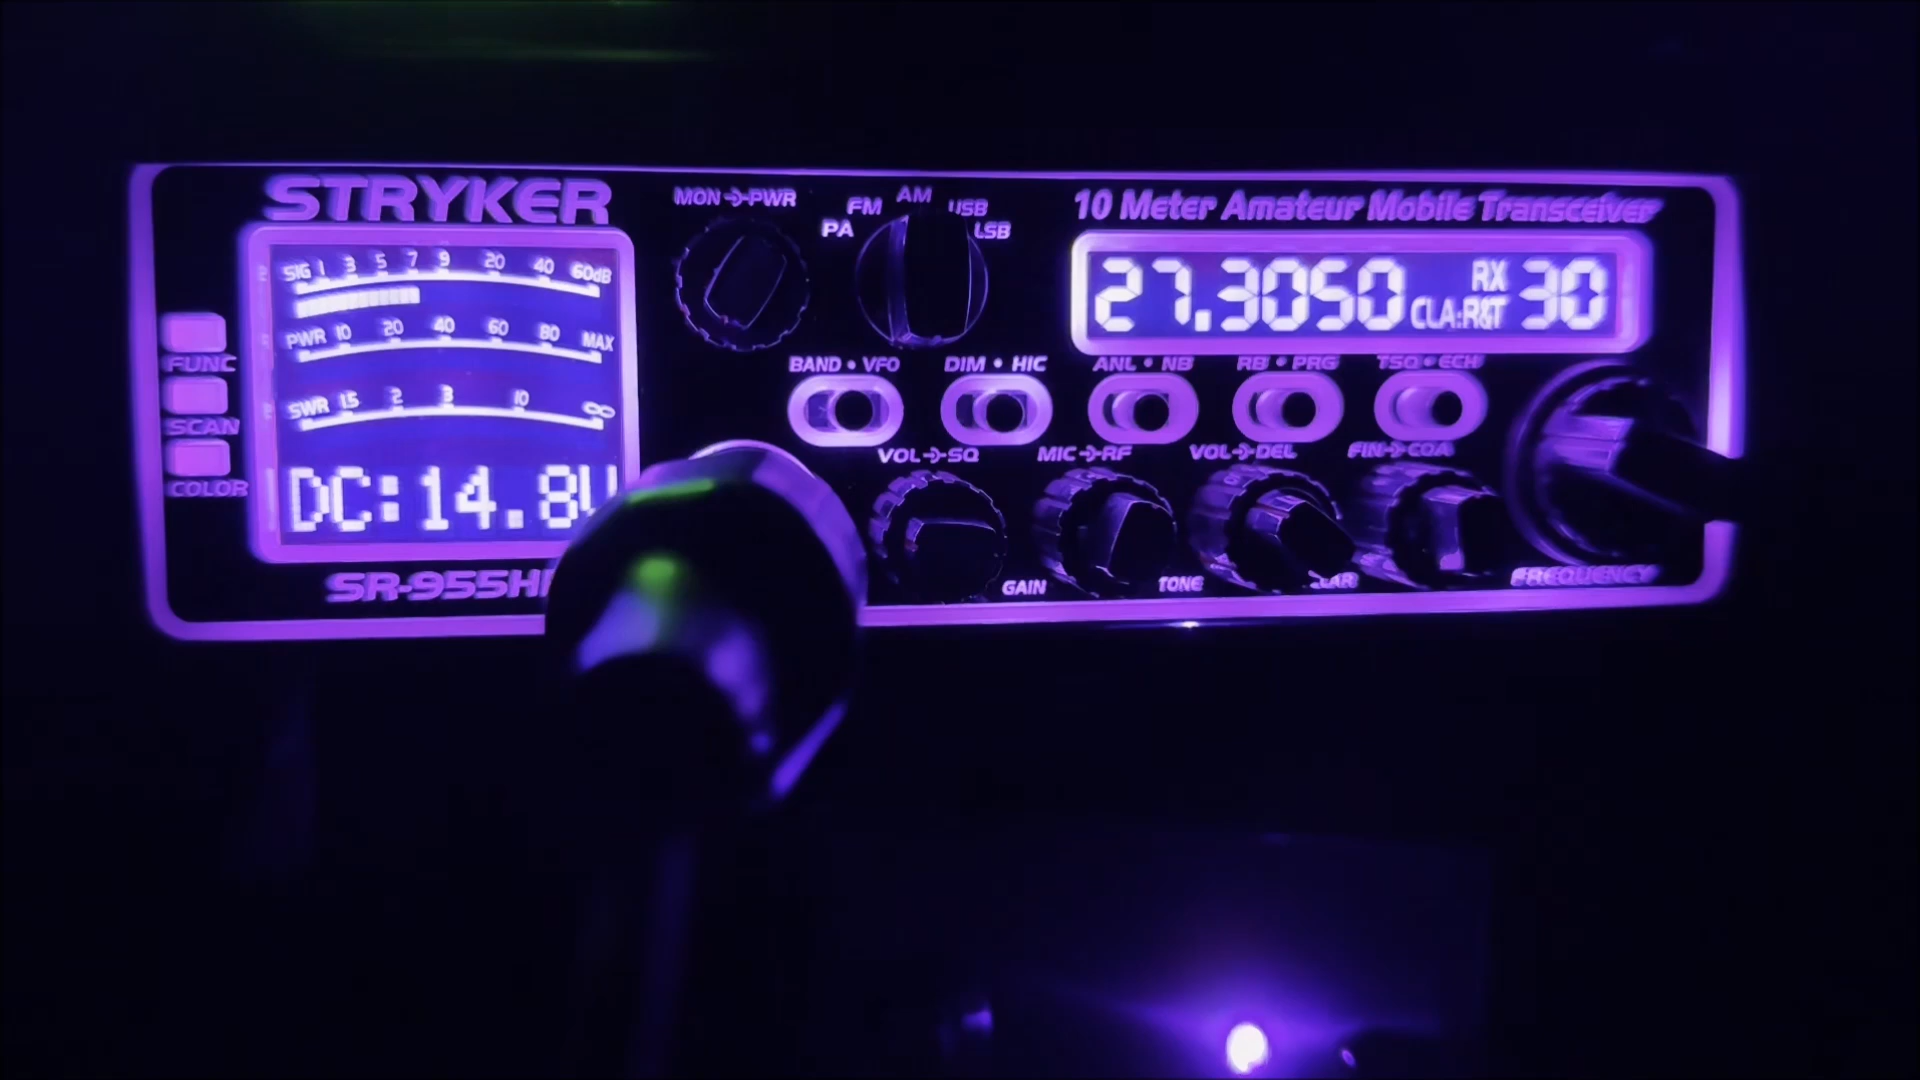 STRYKER
SIG 1 3 5 7 9 20 40 60dB
PWR 10 20 40 60 80 MAX
SWR 1.5 2 3 10 ∞
DC:14.8V
FUNC
SCAN
COLOR
MON PWR
PA FM AM USB LSB
10 Meter Amateur Mobile Transceiver
27.3050 RX CLA:R&T 30
BAND • VFO DIM • HIC ANL • NB RB • PRG TSQ • ECH
VOL SQ MIC RF VOL DEL FIN COA
GAIN TONE FREQUENCY
SR-955H